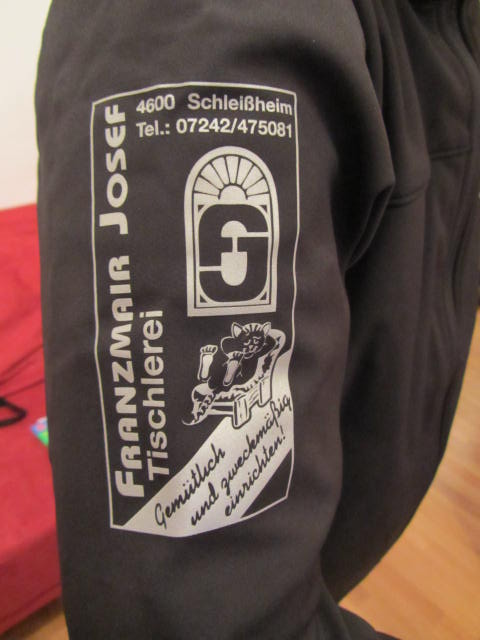 4600 Schleißheim
Tel.: 07242/475081
FRANZMAIR JOSEF
Tischlerei
G
Gemütlich
und zweckmäßig
einrichten!